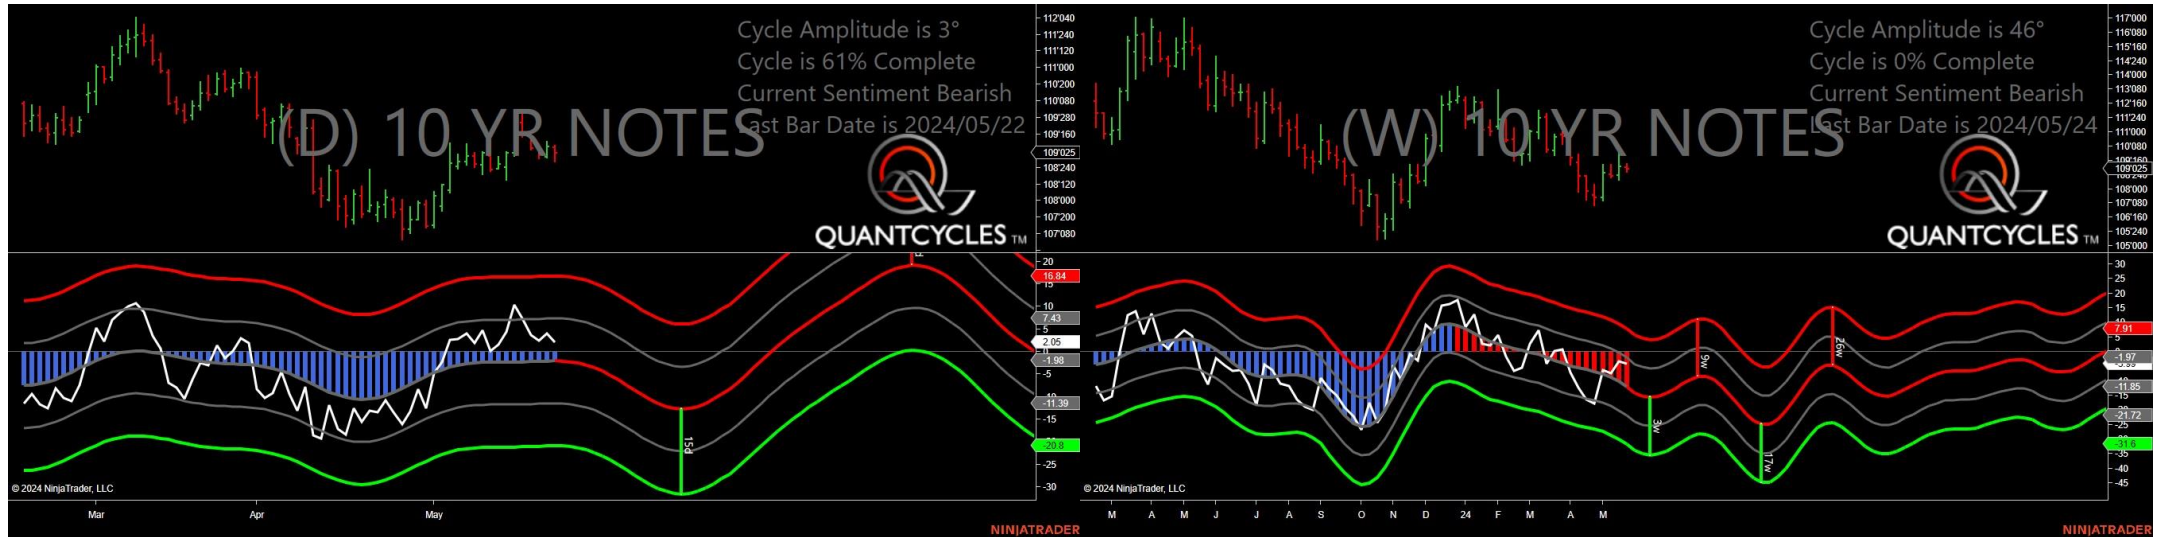 (D) 10 YR NOTES
Cycle Amplitude is 3°
Cycle is 61% Complete
Current Sentiment Bearish
Last Bar Date is 2024/05/22
QUANTCYCLES TM
112'040
111'240
111'120
111'000
110'200
110'080
109'280
109'160
109'025
108'240
108'120
108'000
107'200
107'080
20
16.84
15
10
7.43
5
2.05
0
-1.98
-5
-11.39
-15
-20.8
-25
-30
15d
© 2024 NinjaTrader, LLC
Mar Apr May
NINJATRADER
(W) 10 YR NOTES
Cycle Amplitude is 46°
Cycle is 0% Complete
Current Sentiment Bearish
Last Bar Date is 2024/05/24
QUANTCYCLES TM
117'000
116'080
115'160
114'240
114'000
113'080
112'160
111'240
111'000
110'080
109'160
109'025
108'240
108'000
107'080
106'160
105'240
105'000
30
25
20
15
7.91
5
-1.97
-11.85
-15
-21.72
-25
-31.6
-35
-40
-45
3w
9w
17w
26w
© 2024 NinjaTrader, LLC
M A M J J A S O N D 24 F M A M
NINJATRADER